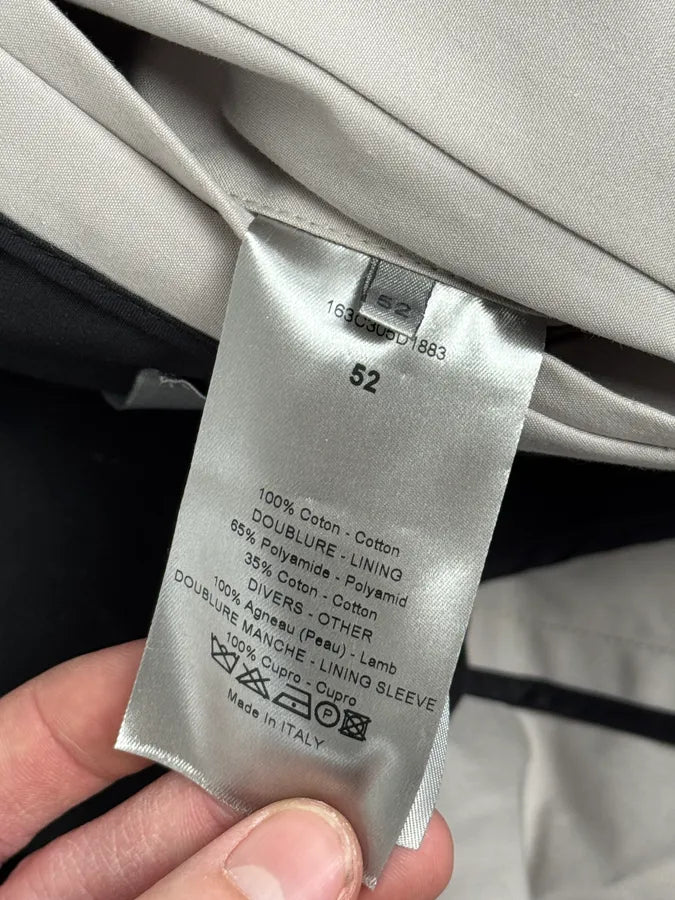 52
163C305D1883
52
100% Coton - Cotton
DOUBLURE - LINING
65% Polyamide - Polyamid
35% Coton - Cotton
DIVERS - OTHER
100% Agneau (Peau) - Lamb
DOUBLURE MANCHE - LINING SLEEVE
100% Cupro - Cupro
P
Made in ITALY